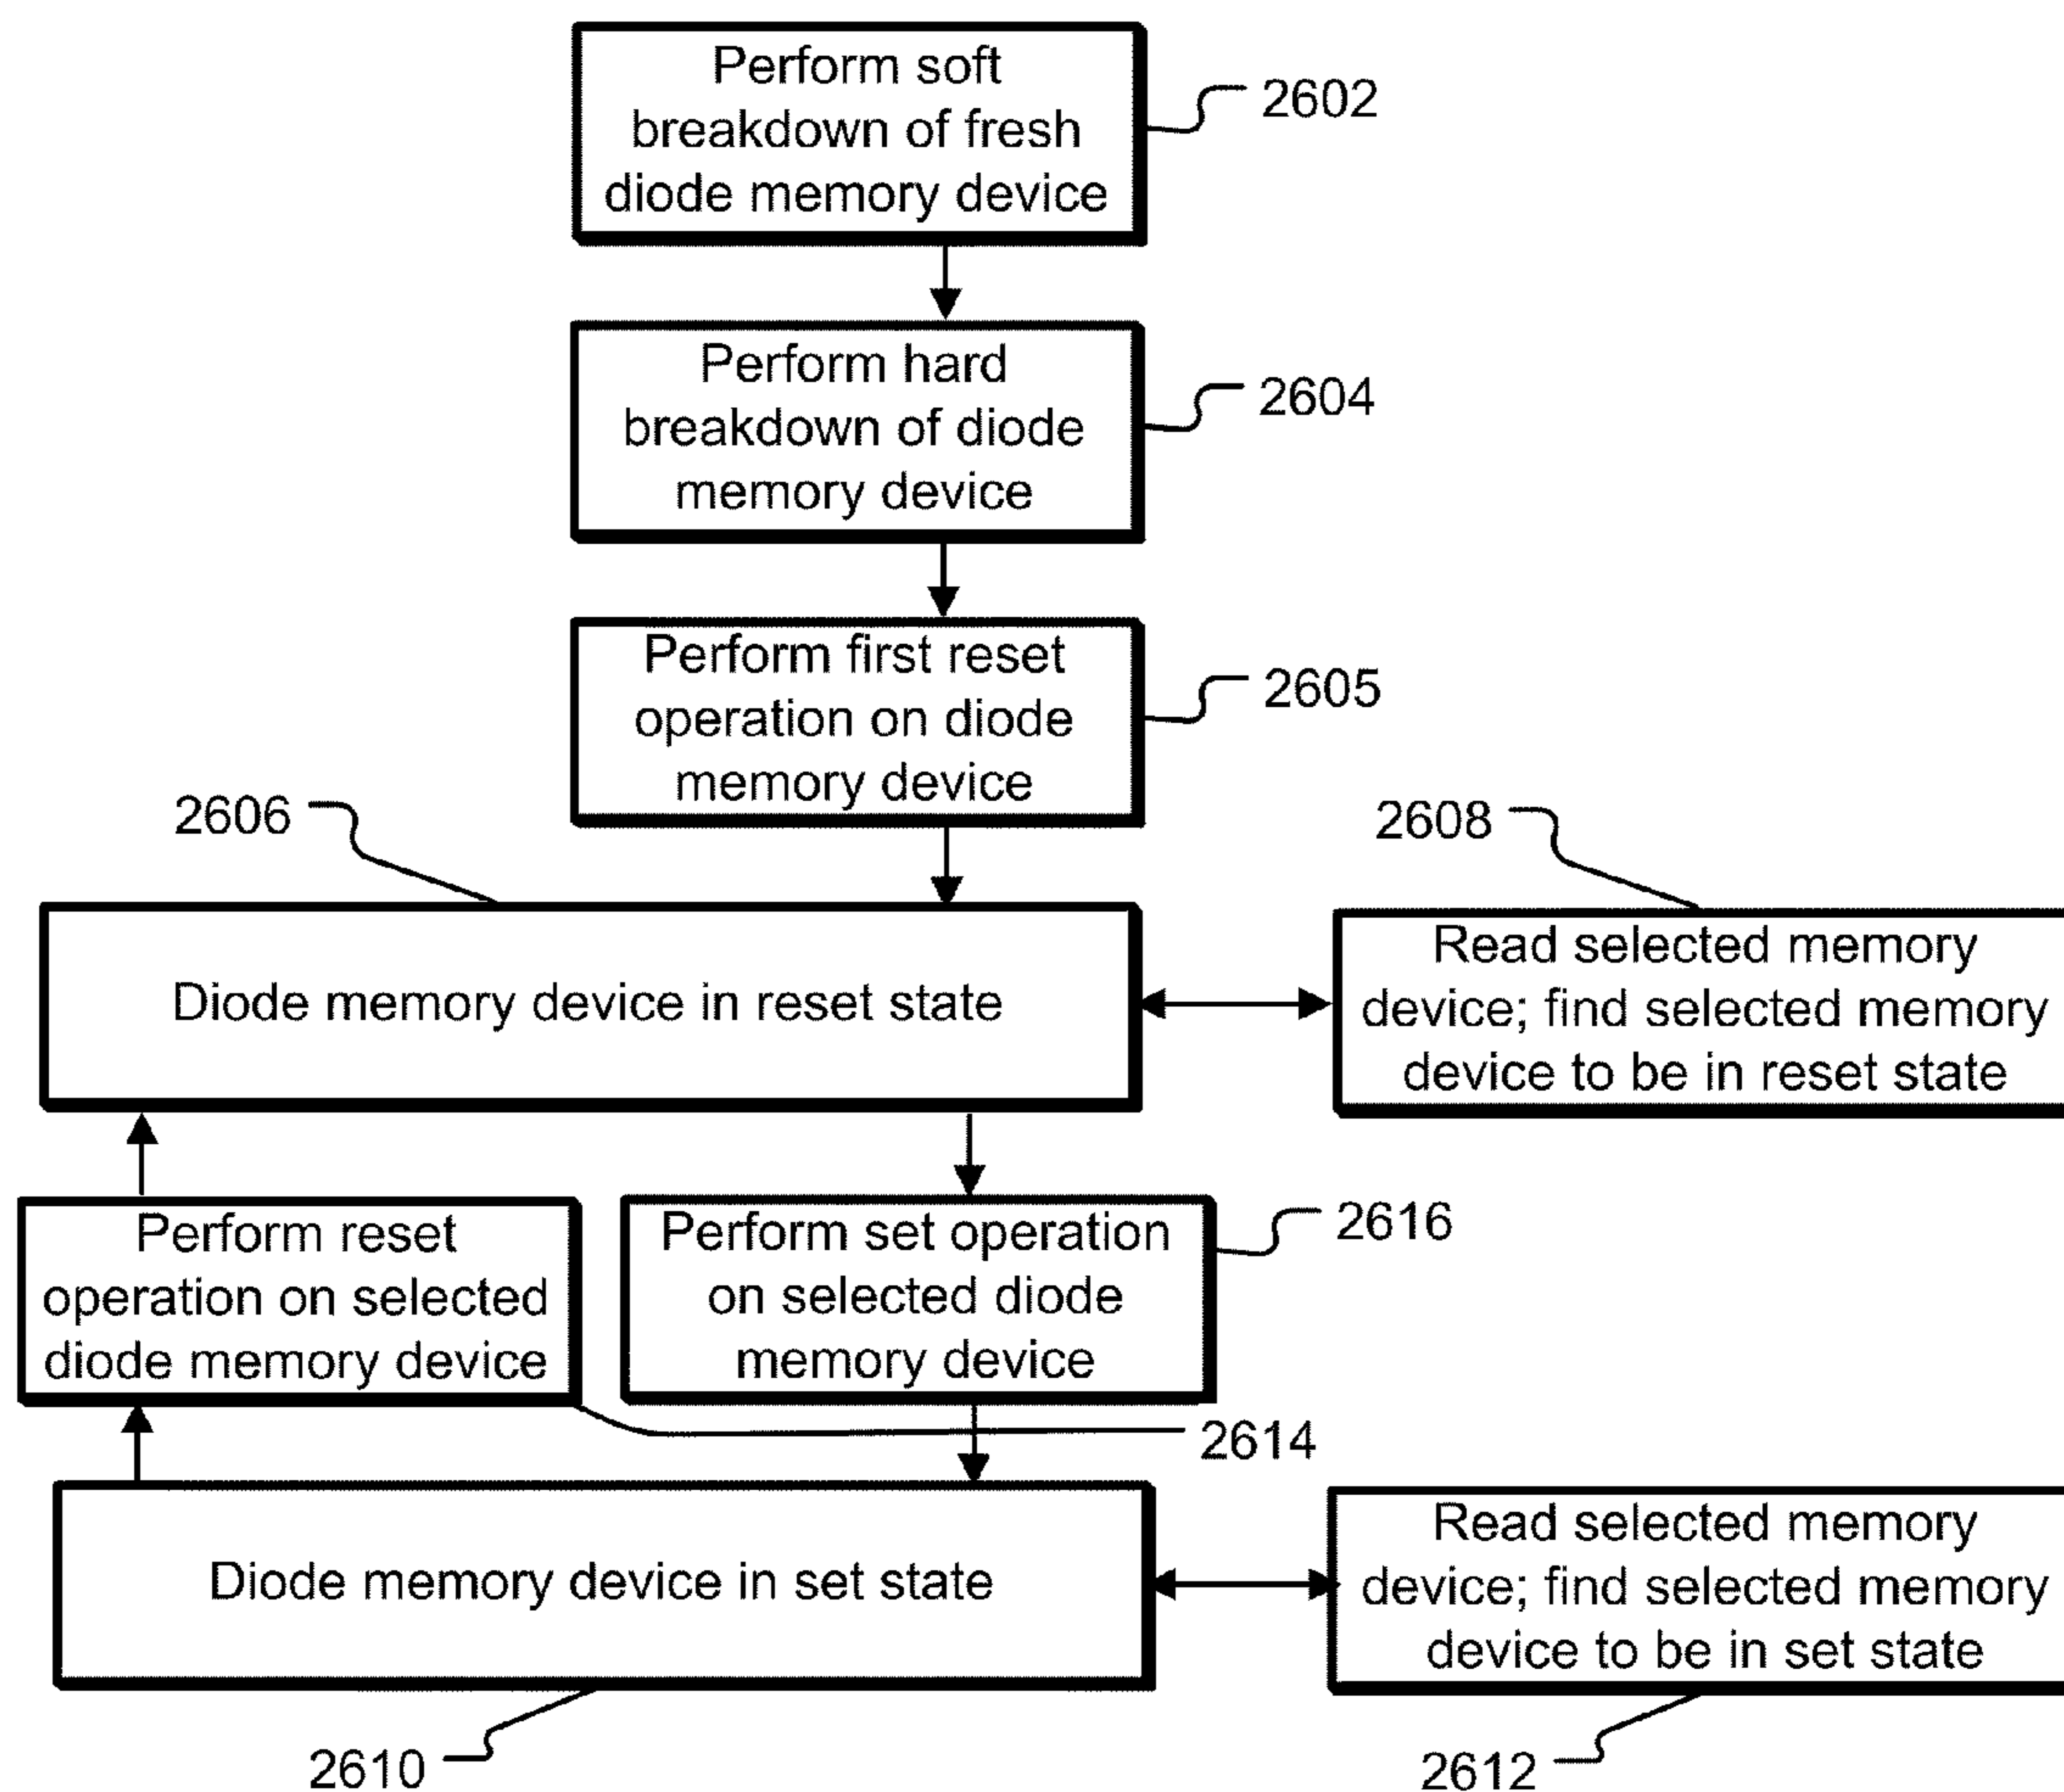 Perform soft
breakdown of fresh
diode memory device
2602
Perform hard
breakdown of diode
memory device
2604
Perform first reset
operation on diode
memory device
2605
2606
2608
Diode memory device in reset state
Read selected memory
device; find selected memory
device to be in reset state
Perform reset
operation on selected
diode memory device
Perform set operation
on selected diode
memory device
2616
2614
Diode memory device in set state
Read selected memory
device; find selected memory
device to be in set state
2610
2612